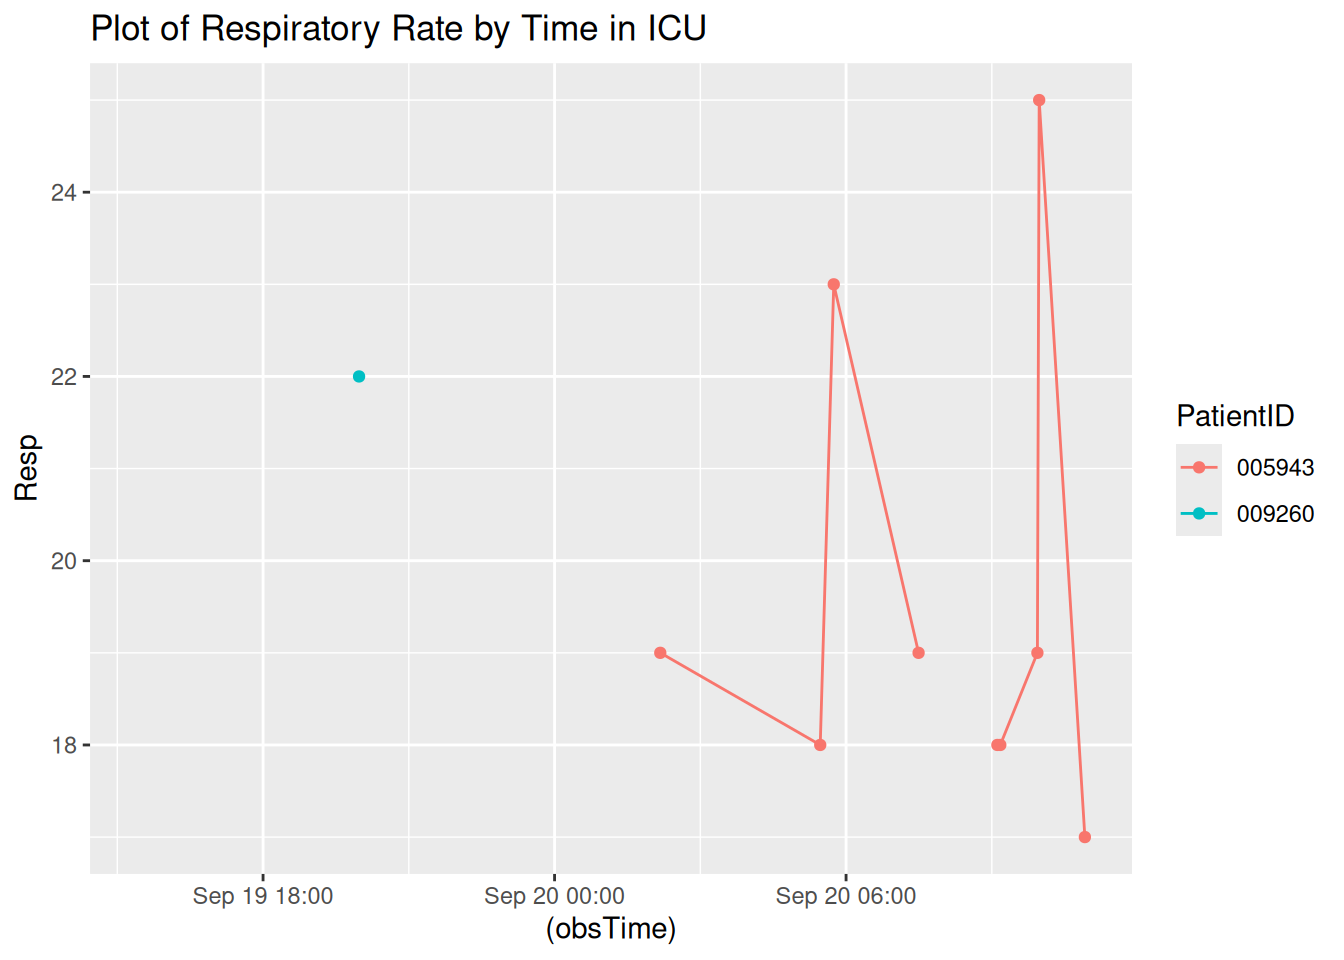 Plot of Respiratory Rate by Time in ICU
24
22
20
18
Resp
Sep 19 18:00
Sep 20 00:00
Sep 20 06:00
(obsTime)
PatientID
005943
009260